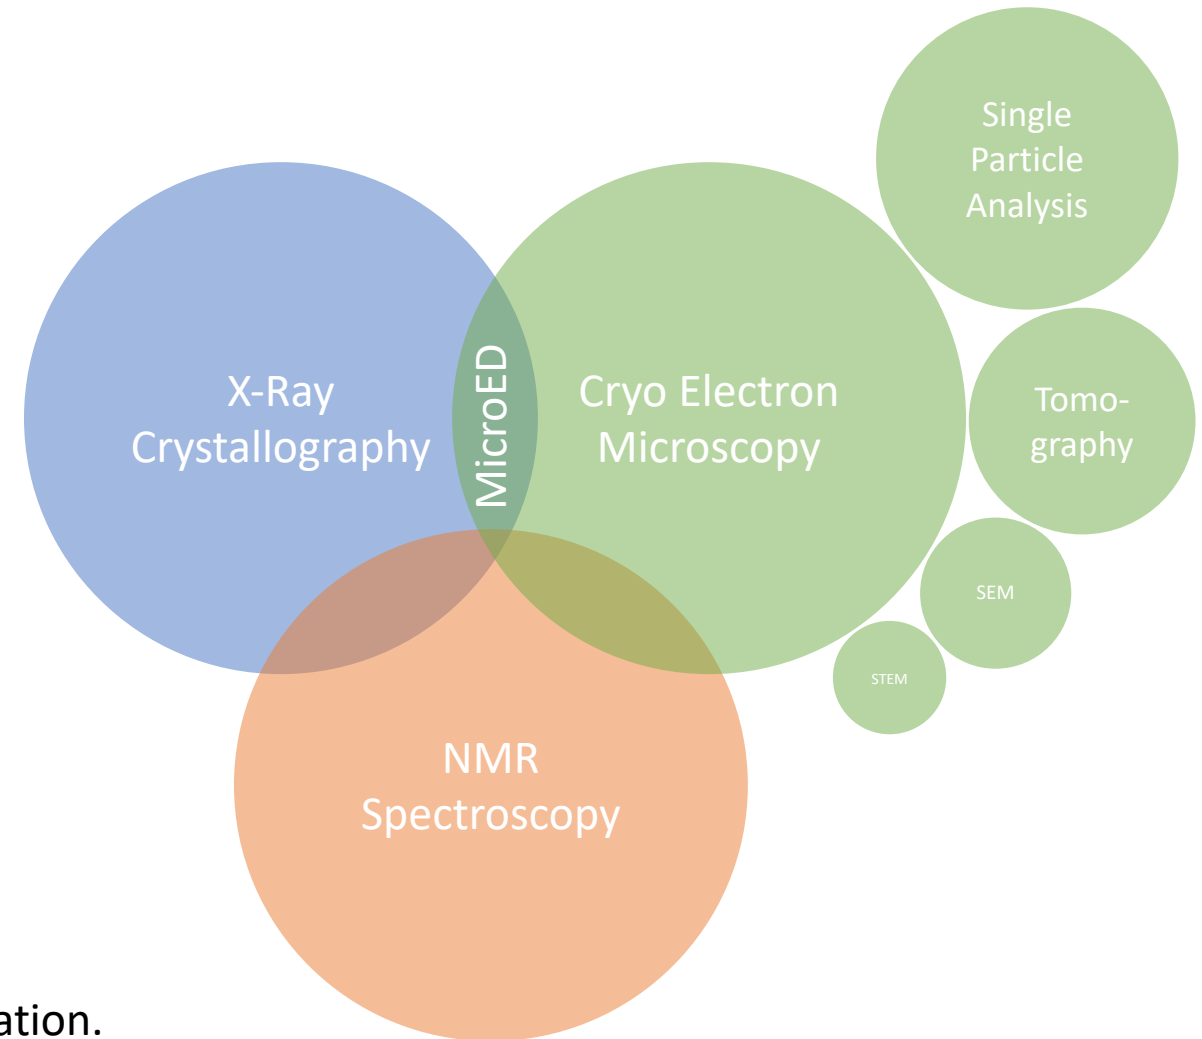 Single
Particle
Analysis
X-Ray
Crystallography
MicroED
Cryo Electron
Microscopy
Tomo-
graphy
SEM
STEM
NMR
Spectroscopy
ation.